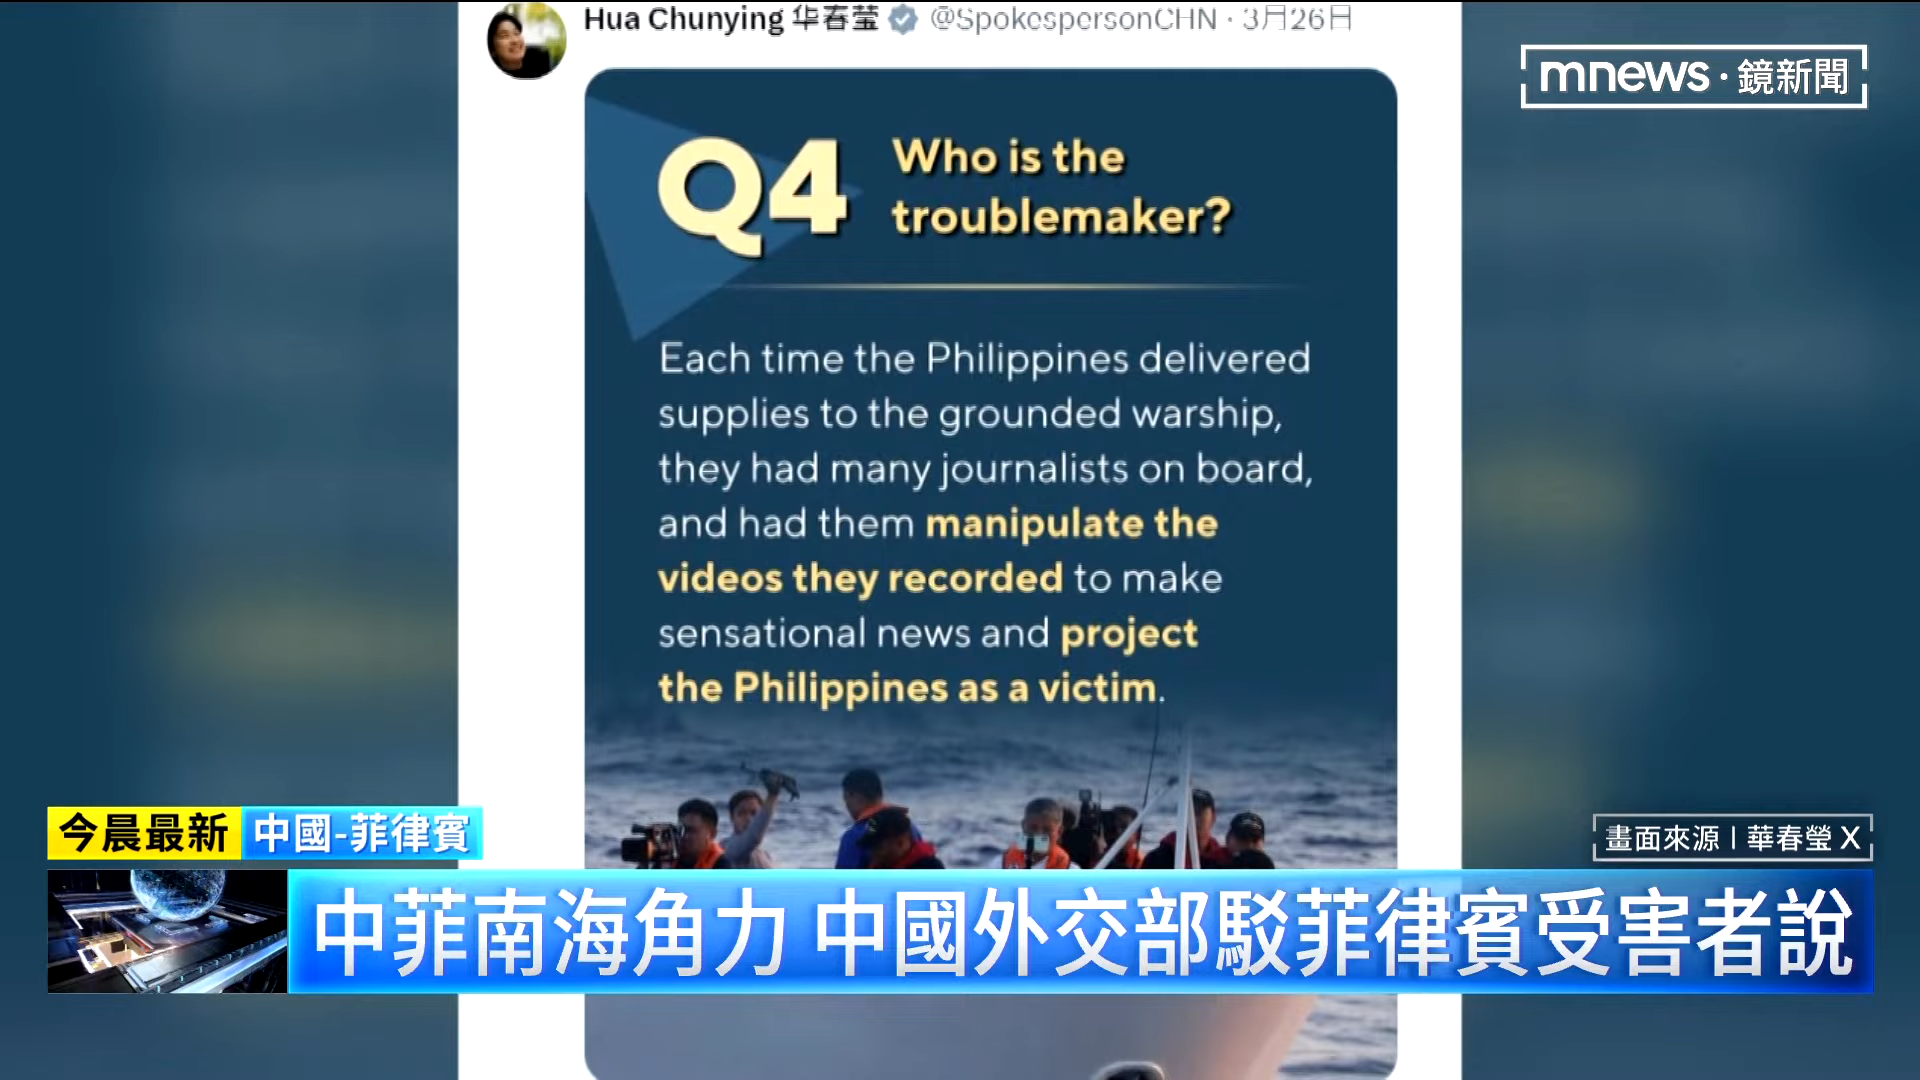 Hua Chunying 华春莹 @SpokespersonCHN · 3月26日
mnews·鏡新聞
Q4 Who is the
troublemaker?
Each time the Philippines delivered
supplies to the grounded warship,
they had many journalists on board,
and had them manipulate the
videos they recorded to make
sensational news and project
the Philippines as a victim.
今晨最新 中國-菲律賓
畫面來源 | 華春瑩 X
中菲南海角力 中國外交部駁菲律賓受害者說